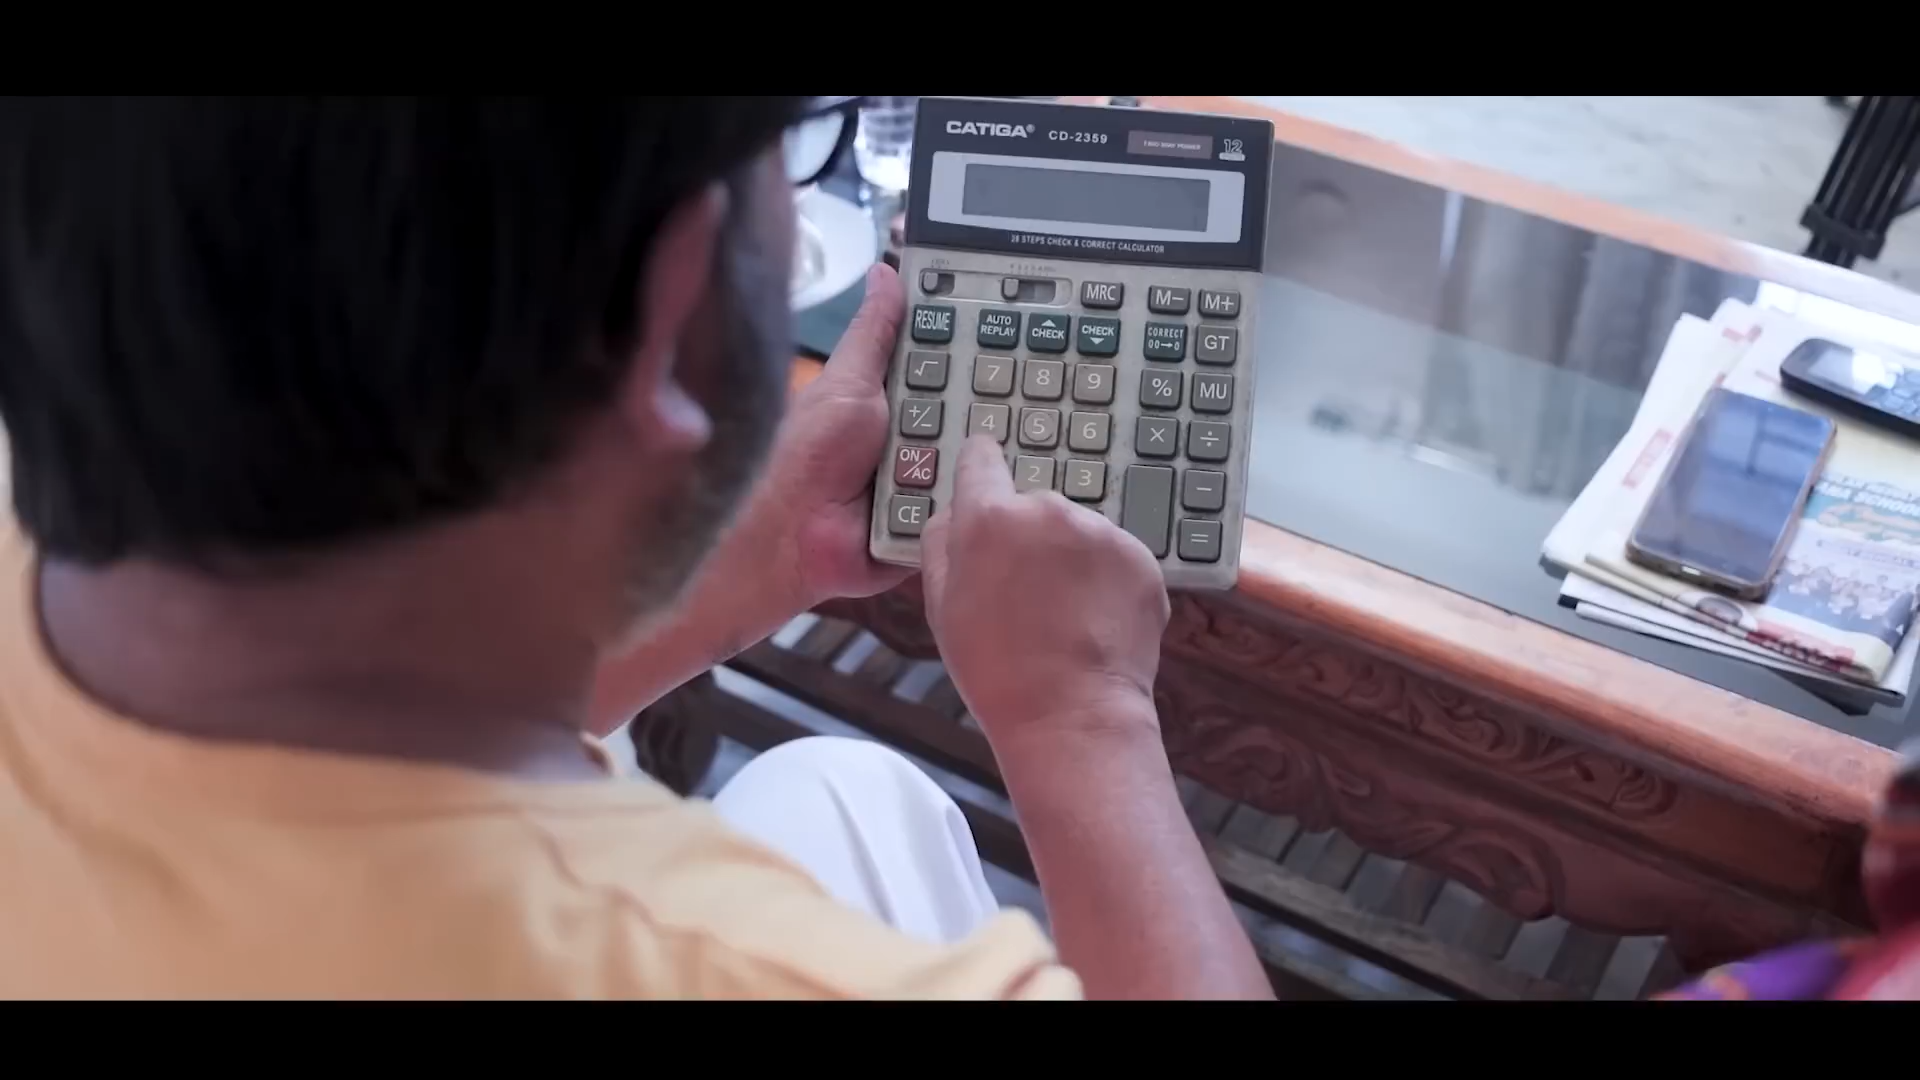 CATIGA® CD-2359
12
28 STEPS CHECK & CORRECT CALCULATOR
MRC M− M+
RESUME AUTO REPLAY CHECK CHECK CORRECT 00→0 GT
√ 7 8 9 % MU
+/− 4 5 6 × ÷
ON/AC 2 3 −
CE =